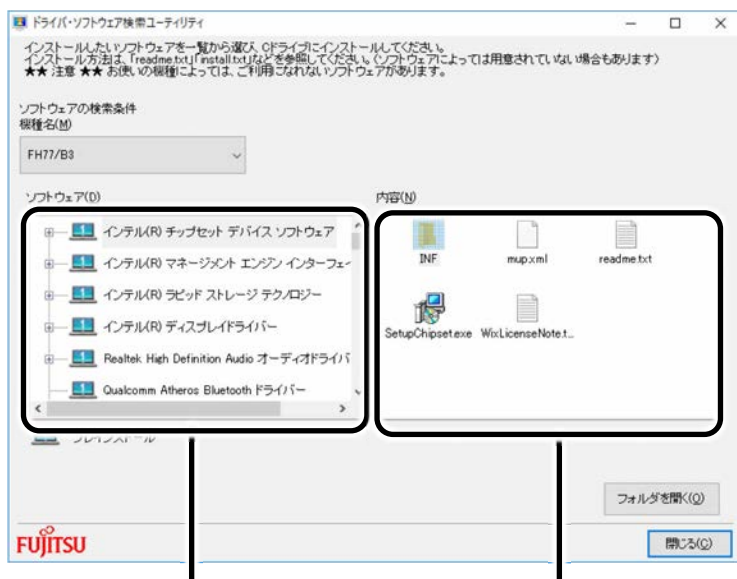 ドライバ・ソフトウェア検索ユーティリティ
インストールしたいソフトウェアを一覧から選び、Cドライブにインストールしてください。
インストール方法は、「readme.txt」「install.txt」などを参照してください。(ソフトウェアによっては用意されていない場合もあります)
★★ 注意 ★★ お使いの機種によっては、ご利用になれないソフトウェアがあります。
ソフトウェアの検索条件
機種名(M)
FH77/B3
ソフトウェア(D)
内容(N)
インテル(R) チップセット デバイス ソフトウェア
インテル(R) マネージメント エンジン インターフェー
インテル(R) ラピッド ストレージ テクノロジー
インテル(R) ディスプレイドライバー
Realtek High Definition Audio オーディオドライバ
Qualcomm Atheros Bluetooth ドライバー
INF
mup.xml
readme.txt
SetupChipset.exe
WixLicenseNote.t...
プレインストール
フォルダを開く(O)
FUJITSU
閉じる(C)